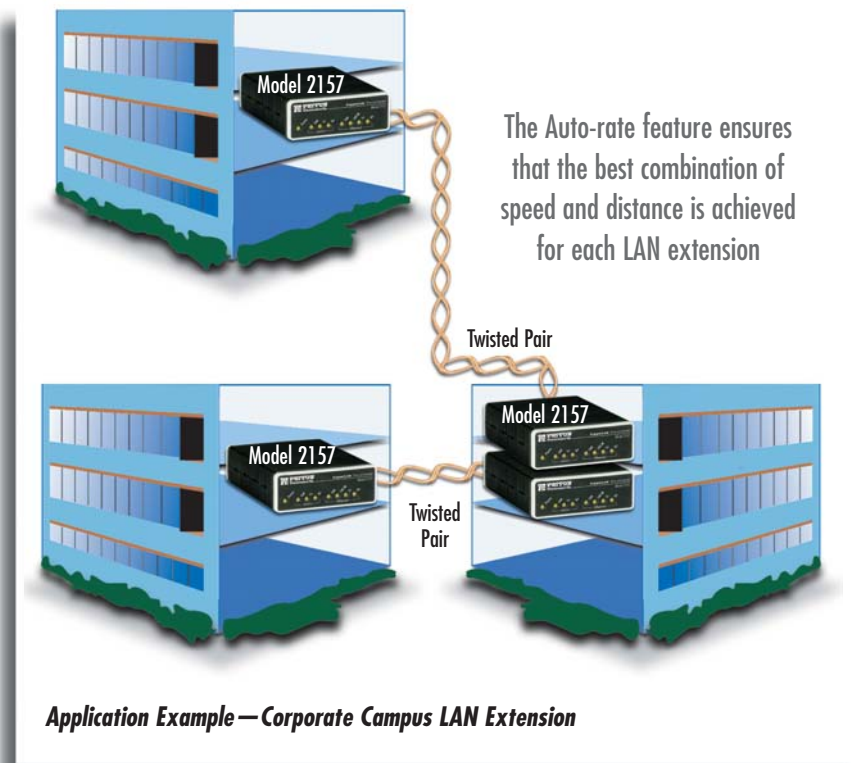 Model 2157
The Auto-rate feature ensures
that the best combination of
speed and distance is achieved
for each LAN extension
Twisted Pair
Model 2157
Model 2157
Twisted
Pair
Application Example—Corporate Campus LAN Extension